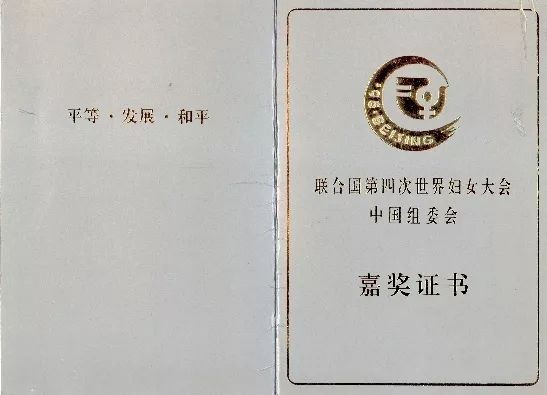 平等·发展·和平
'95·BEIJING
联合国第四次世界妇女大会
中国组委会
嘉奖证书